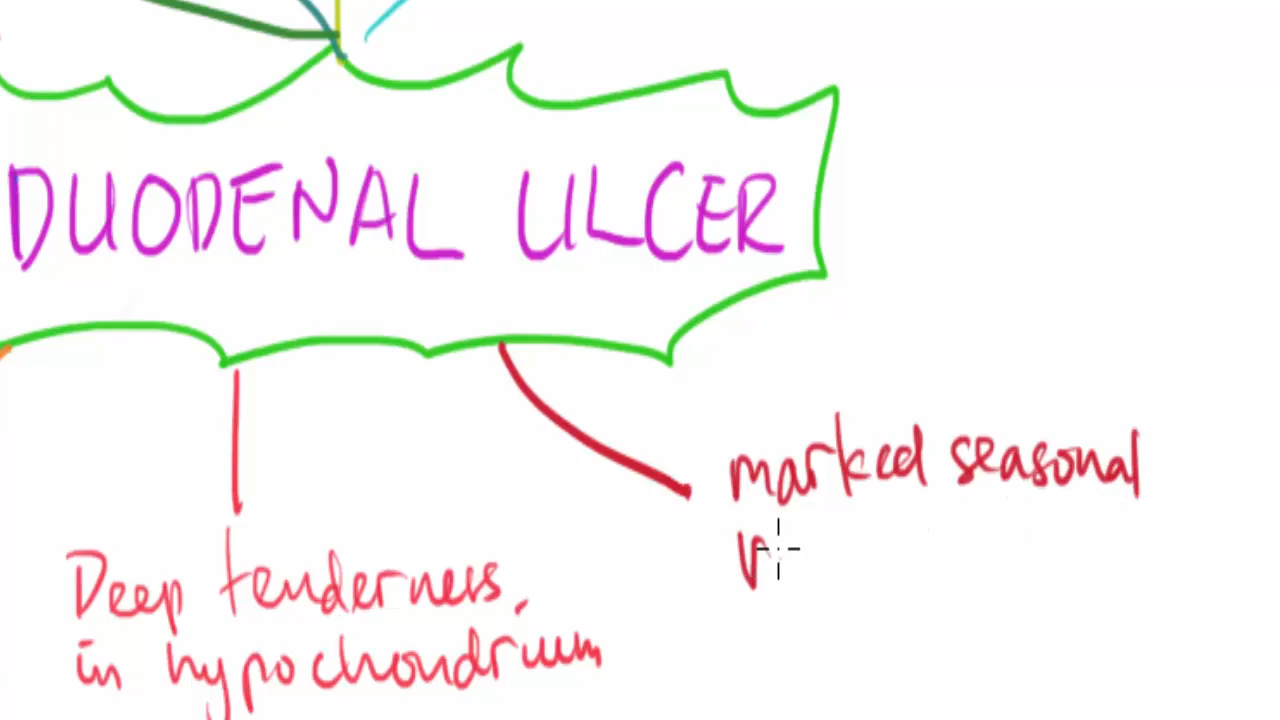 DUODENAL ULCER
marked seasonal
v
Deep tenderness
in hypochondrium